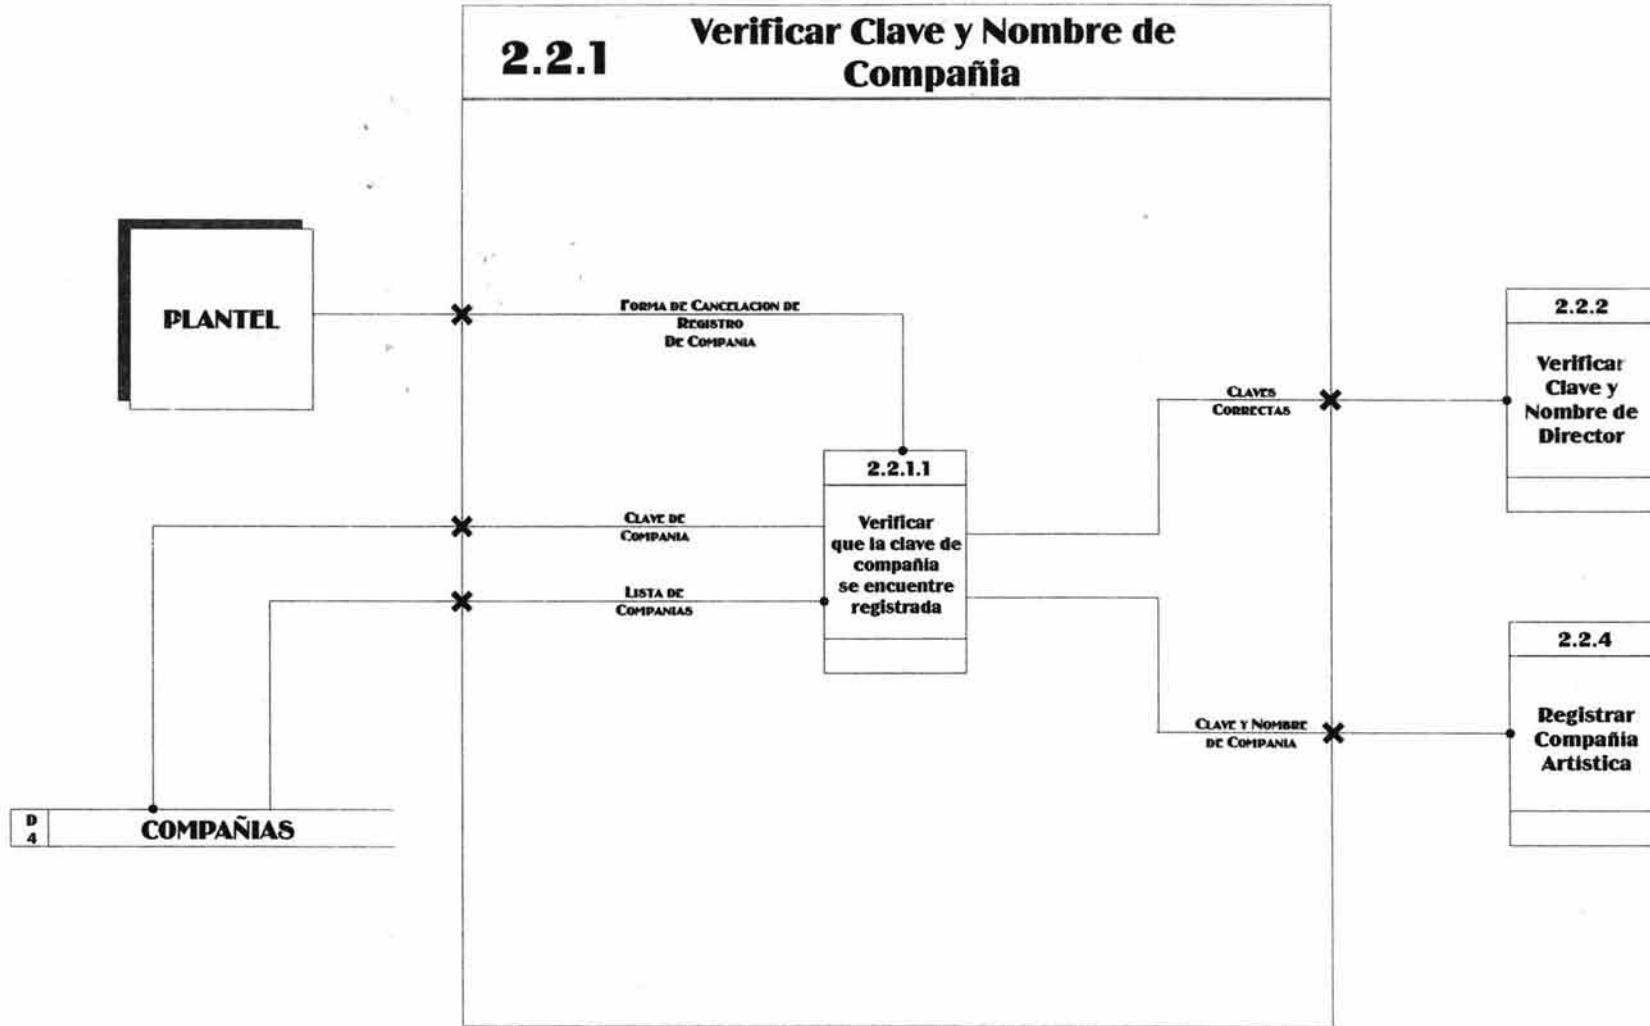 2.2.1
Verificar Clave y Nombre de
Compañia
PLANTEL
FORMA DE CANCELACION DE
REGISTRO
DE COMPANIA
CLAVES
CORRECTAS
2.2.2
Verificar
Clave y
Nombre de
Director
2.2.1.1
Verificar
que la clave de
compañia
se encuentre
registrada
CLAVE DE
COMPANIA
LISTA DE
COMPANIAS
2.2.4
Registrar
Compañia
Artistica
CLAVE Y NOMBRE
DE COMPANIA
D
4
COMPAÑIAS